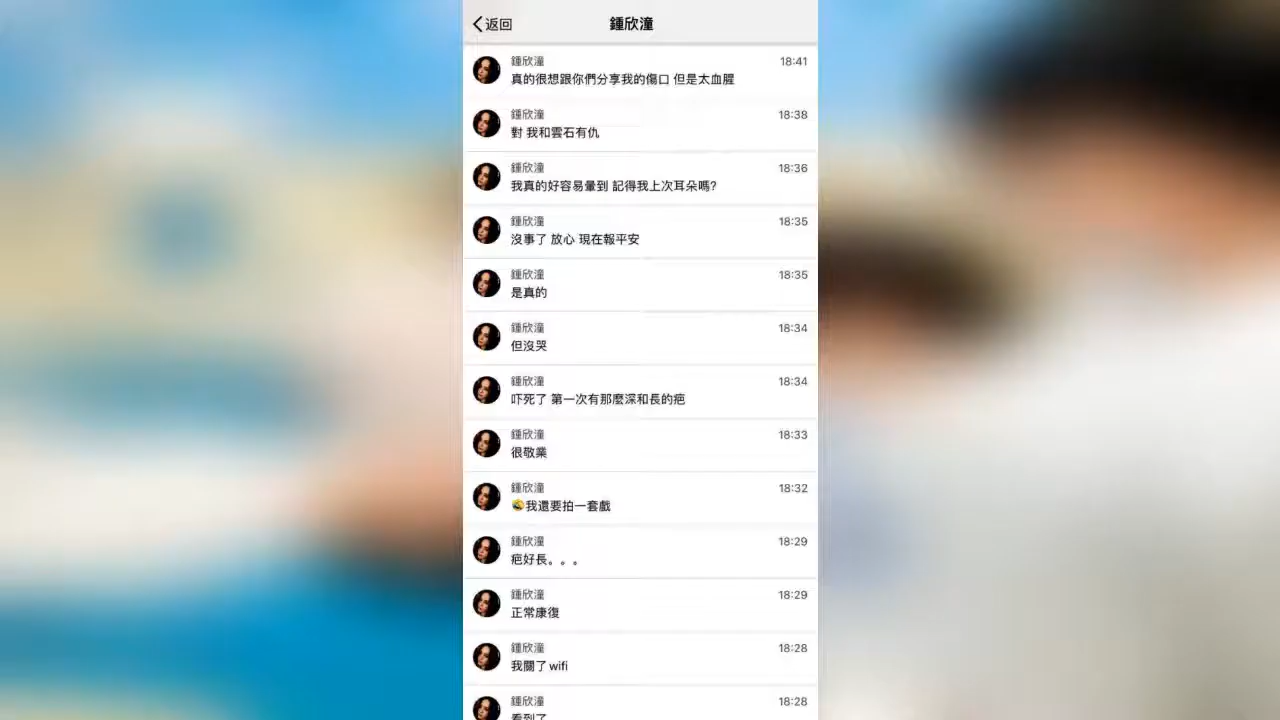 返回
鍾欣潼
鍾欣潼 18:41
真的很想跟你們分享我的傷口 但是太血腥
鍾欣潼 18:38
對 我和雲石有仇
鍾欣潼 18:36
我真的好容易暈到 記得我上次耳朵嗎?
鍾欣潼 18:35
沒事了 放心 現在報平安
鍾欣潼 18:35
是真的
鍾欣潼 18:34
但沒哭
鍾欣潼 18:34
吓死了 第一次有那麼深和長的疤
鍾欣潼 18:33
很敬業
鍾欣潼 18:32
🤣我還要拍一套戲
鍾欣潼 18:29
疤好長。。。
鍾欣潼 18:29
正常康復
鍾欣潼 18:28
我關了wifi
鍾欣潼 18:28
看到了